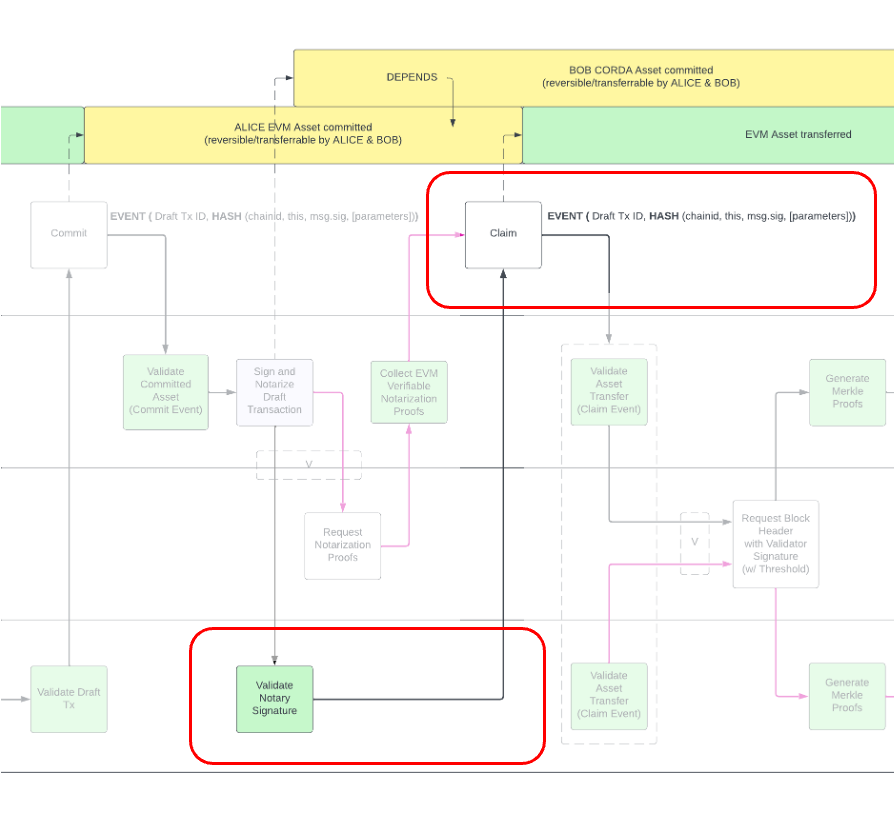 BOB CORDA Asset committed
(reversible/transferrable by ALICE & BOB)
DEPENDS
ALICE EVM Asset committed
(reversible/transferrable by ALICE & BOB)
EVM Asset transferred
Commit
EVENT ( Draft Tx ID, HASH (chainid, this, msg.sig, [parameters]))
Claim
EVENT ( Draft Tx ID, HASH (chainid, this, msg.sig, [parameters]))
Validate
Committed
Asset
(Commit Event)
Sign and
Notarize
Draft
Transaction
Collect EVM
Verifiable
Notarization
Proofs
Validate
Asset
Transfer
(Claim Event)
Generate
Merkle
Proofs
V
Request
Notarization
Proofs
V
Request Block
Header
with Validator
Signature
(w/ Threshold)
Validate Draft
Tx
Validate
Notary
Signature
Validate
Asset
Transfer
(Claim Event)
Generate
Merkle
Proofs